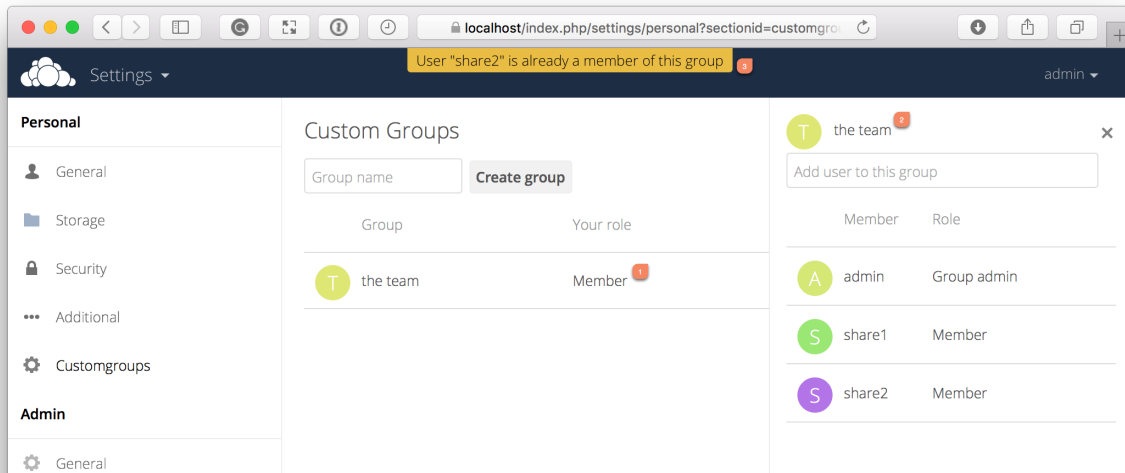 localhost/index.php/settings/personal?sectionid=customgro
User "share2" is already a member of this group
3
Settings
admin
Personal
General
Storage
Security
Additional
Customgroups
Admin
General
Custom Groups
Group name
Create group
Group Your role
T the team Member 1
T the team 2
Add user to this group
Member Role
A admin Group admin
S share1 Member
S share2 Member